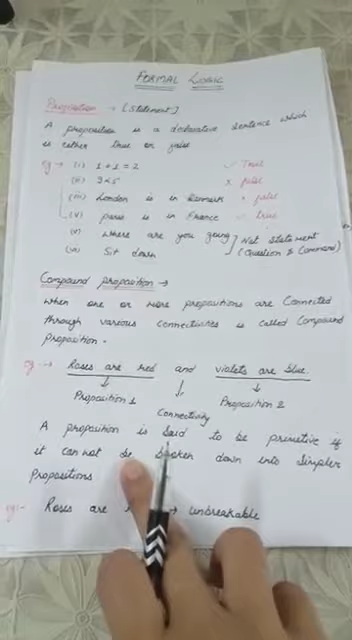 FORMAL LOGIC
Proposition → [Statement]
A proposition is a declarative sentence which
is either true or false
eg → (i) 1 + 1 = 2 ✓ True
(ii) 9 < 5 x false
(iii) London is in Denmark x false
(v) paris is in France ✓ true
(v) where are you going ] Not statement
(vi) Sit down (Question & Command)
Compound proposition →
when one or more propositions are Connected
through various connectivities is called Compound
Proposition.
eg → Roses are red and violets are blue.
Proposition 1 Connectivity Proposition 2
A proposition is Said to be primitive if
it can not be broken down into Simpler
Propositions
eg:- Roses are → unbreakable